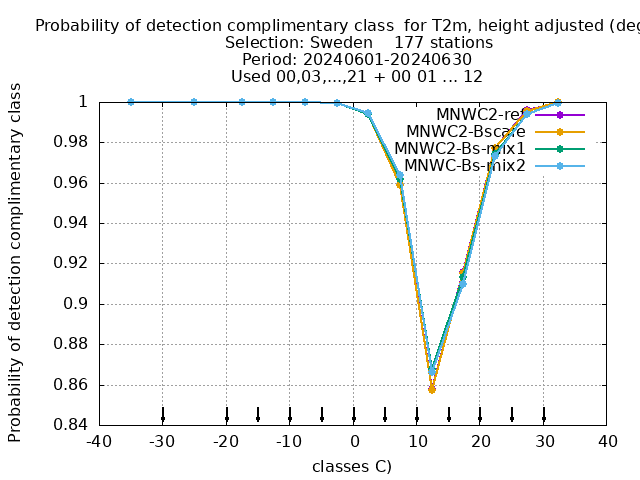 Probability of detection complimentary class for T2m, height adjusted (deg
Selection: Sweden 177 stations
Period: 20240601-20240630
Used 00,03,...,21 + 00 01 ... 12
Probability of detection complimentary class
1
0.98
0.96
0.94
0.92
0.9
0.88
0.86
0.84
MNWC2-ref
MNWC2-Bscare
MNWC2-Bs-mix1
MNWC-Bs-mix2
-40 -30 -20 -10 0 10 20 30 40
classes C)